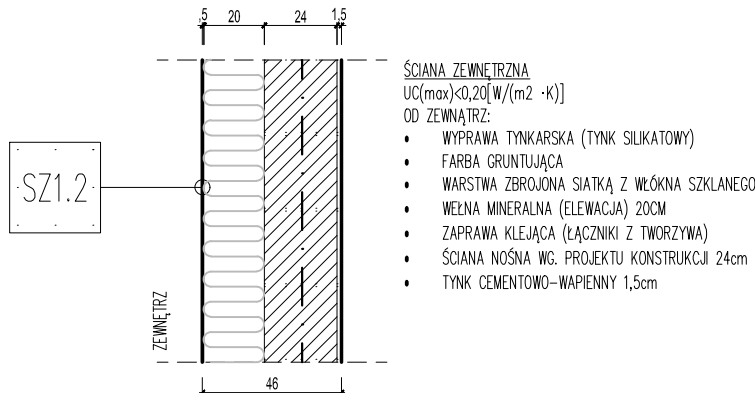 ,5 20 24 1,5
ŚCIANA ZEWNĘTRZNA
UC(max)<0,20[W/(m2 ·K)]
OD ZEWNĄTRZ:
• WYPRAWA TYNKARSKA (TYNK SILIKATOWY)
• FARBA GRUNTUJĄCA
• WARSTWA ZBROJONA SIATKĄ Z WŁÓKNA SZKLANEGO
• WEŁNA MINERALNA (ELEWACJA) 20CM
• ZAPRAWA KLEJĄCA (ŁĄCZNIKI Z TWORZYWA)
• ŚCIANA NOŚNA WG. PROJEKTU KONSTRUKCJI 24cm
• TYNK CEMENTOWO-WAPIENNY 1,5cm
SZ1.2
ZEWNĘTRZ
46